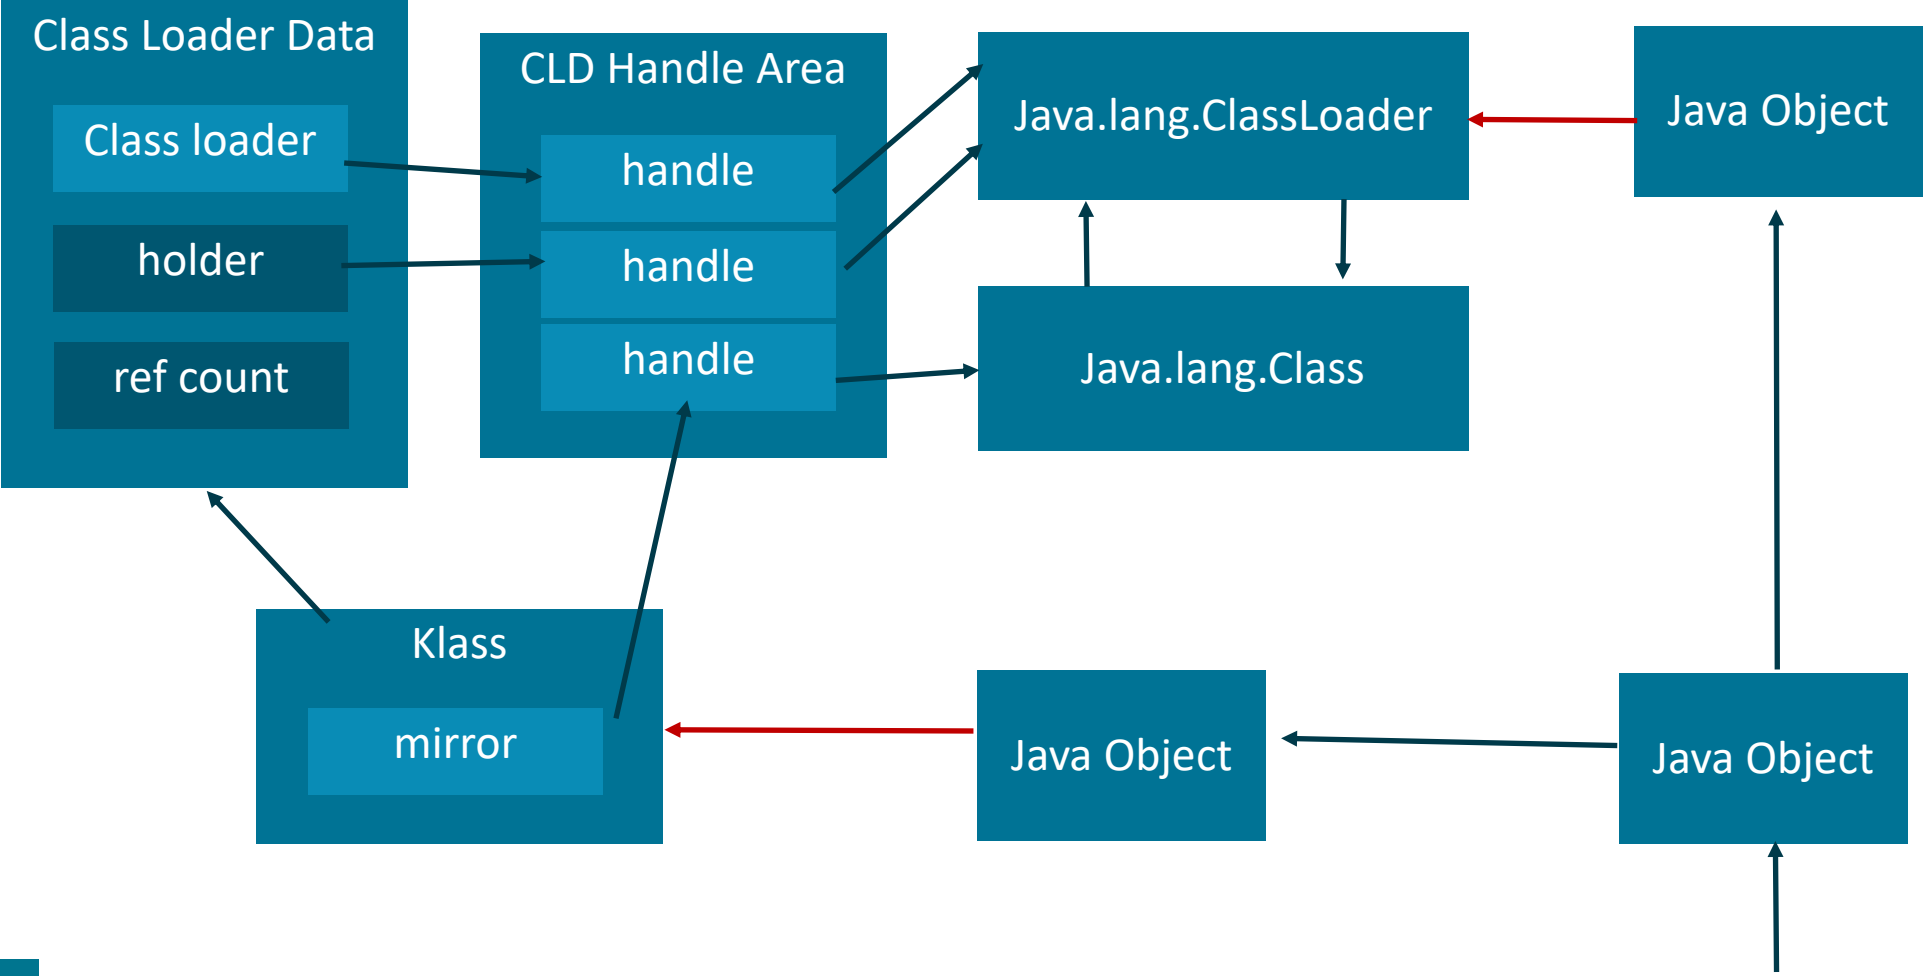 Class Loader Data
Class loader
holder
ref count
CLD Handle Area
handle
handle
handle
Java.lang.ClassLoader
Java.lang.Class
Java Object
Klass
mirror
Java Object
Java Object